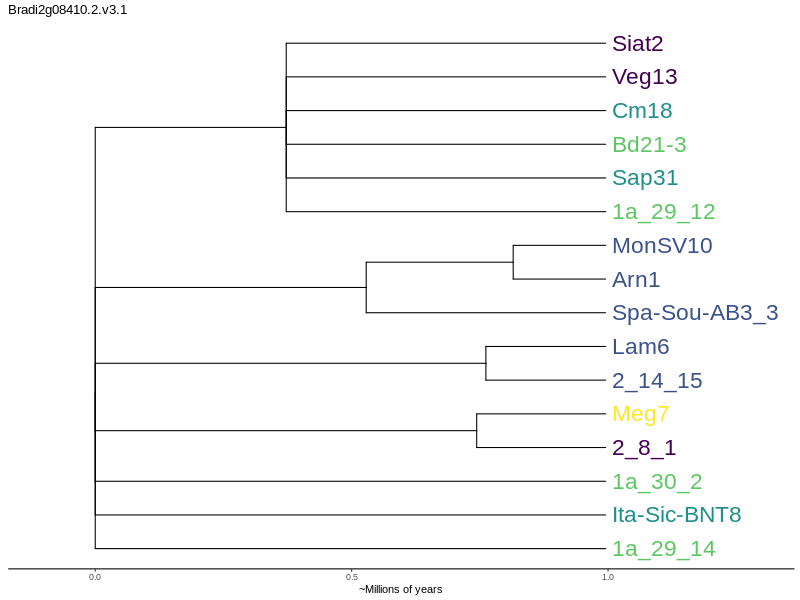 Bradi2g08410.2.v3.1
Siat2
Veg13
Cm18
Bd21-3
Sap31
1a_29_12
MonSV10
Arn1
Spa-Sou-AB3_3
Lam6
2_14_15
Meg7
2_8_1
1a_30_2
Ita-Sic-BNT8
1a_29_14
0.0 0.5 1.0
~Millions of years